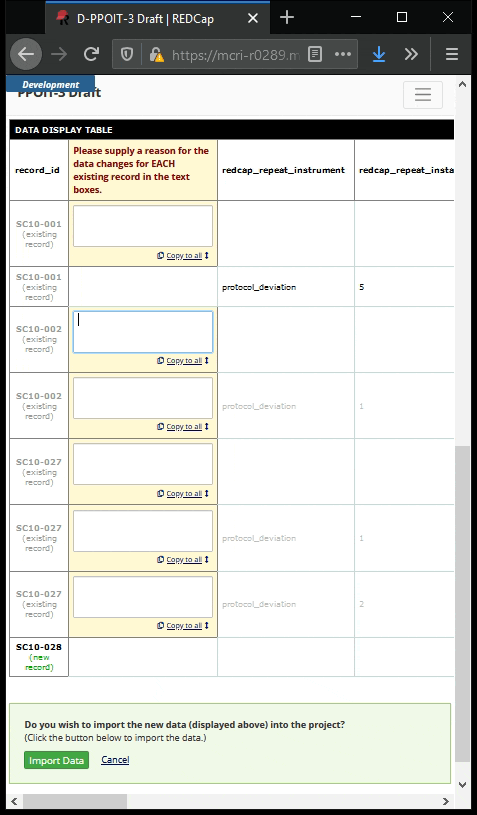 D-PPOIT-3 Draft | REDCap
https://mcri-r0289.m
Development
PPOIT-3 Draft
DATA DISPLAY TABLE
record_id
Please supply a reason for the
data changes for EACH
existing record in the text
boxes.
redcap_repeat_instrument
redcap_repeat_insta
SC10-001
(existing
record)
Copy to all
SC10-001
(existing
record)
protocol_deviation
5
SC10-002
(existing
record)
Copy to all
SC10-002
(existing
record)
Copy to all
protocol_deviation
1
SC10-027
(existing
record)
Copy to all
SC10-027
(existing
record)
Copy to all
protocol_deviation
1
SC10-027
(existing
record)
Copy to all
protocol_deviation
2
SC10-028
(new
record)
Do you wish to import the new data (displayed above) into the project?
(Click the button below to import the data.)
Import Data
Cancel